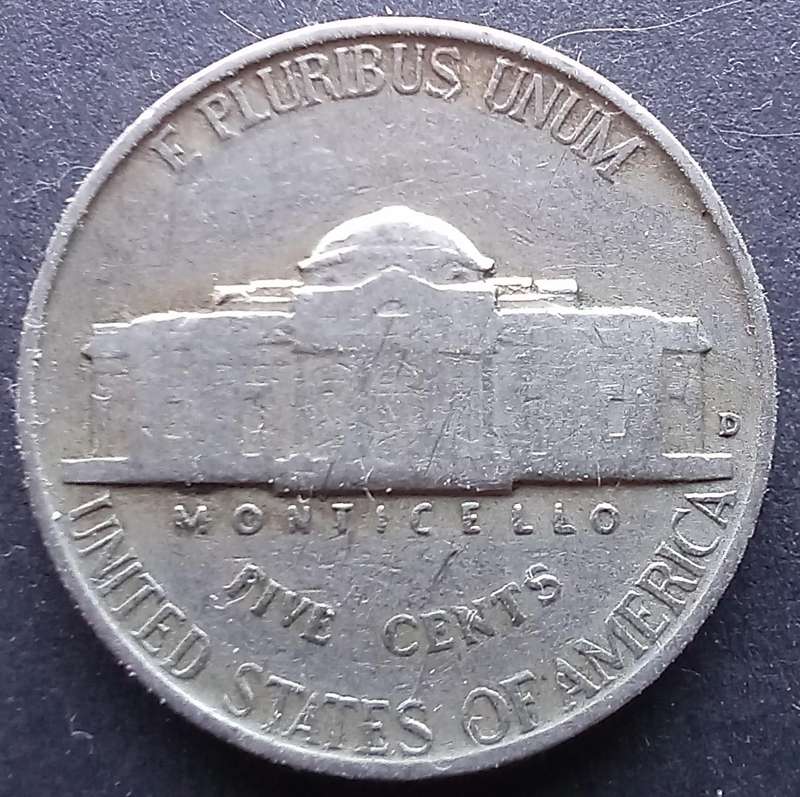 E PLURIBUS UNUM
D
MONTICELLO
FIVE CENTS
UNITED STATES OF AMERICA